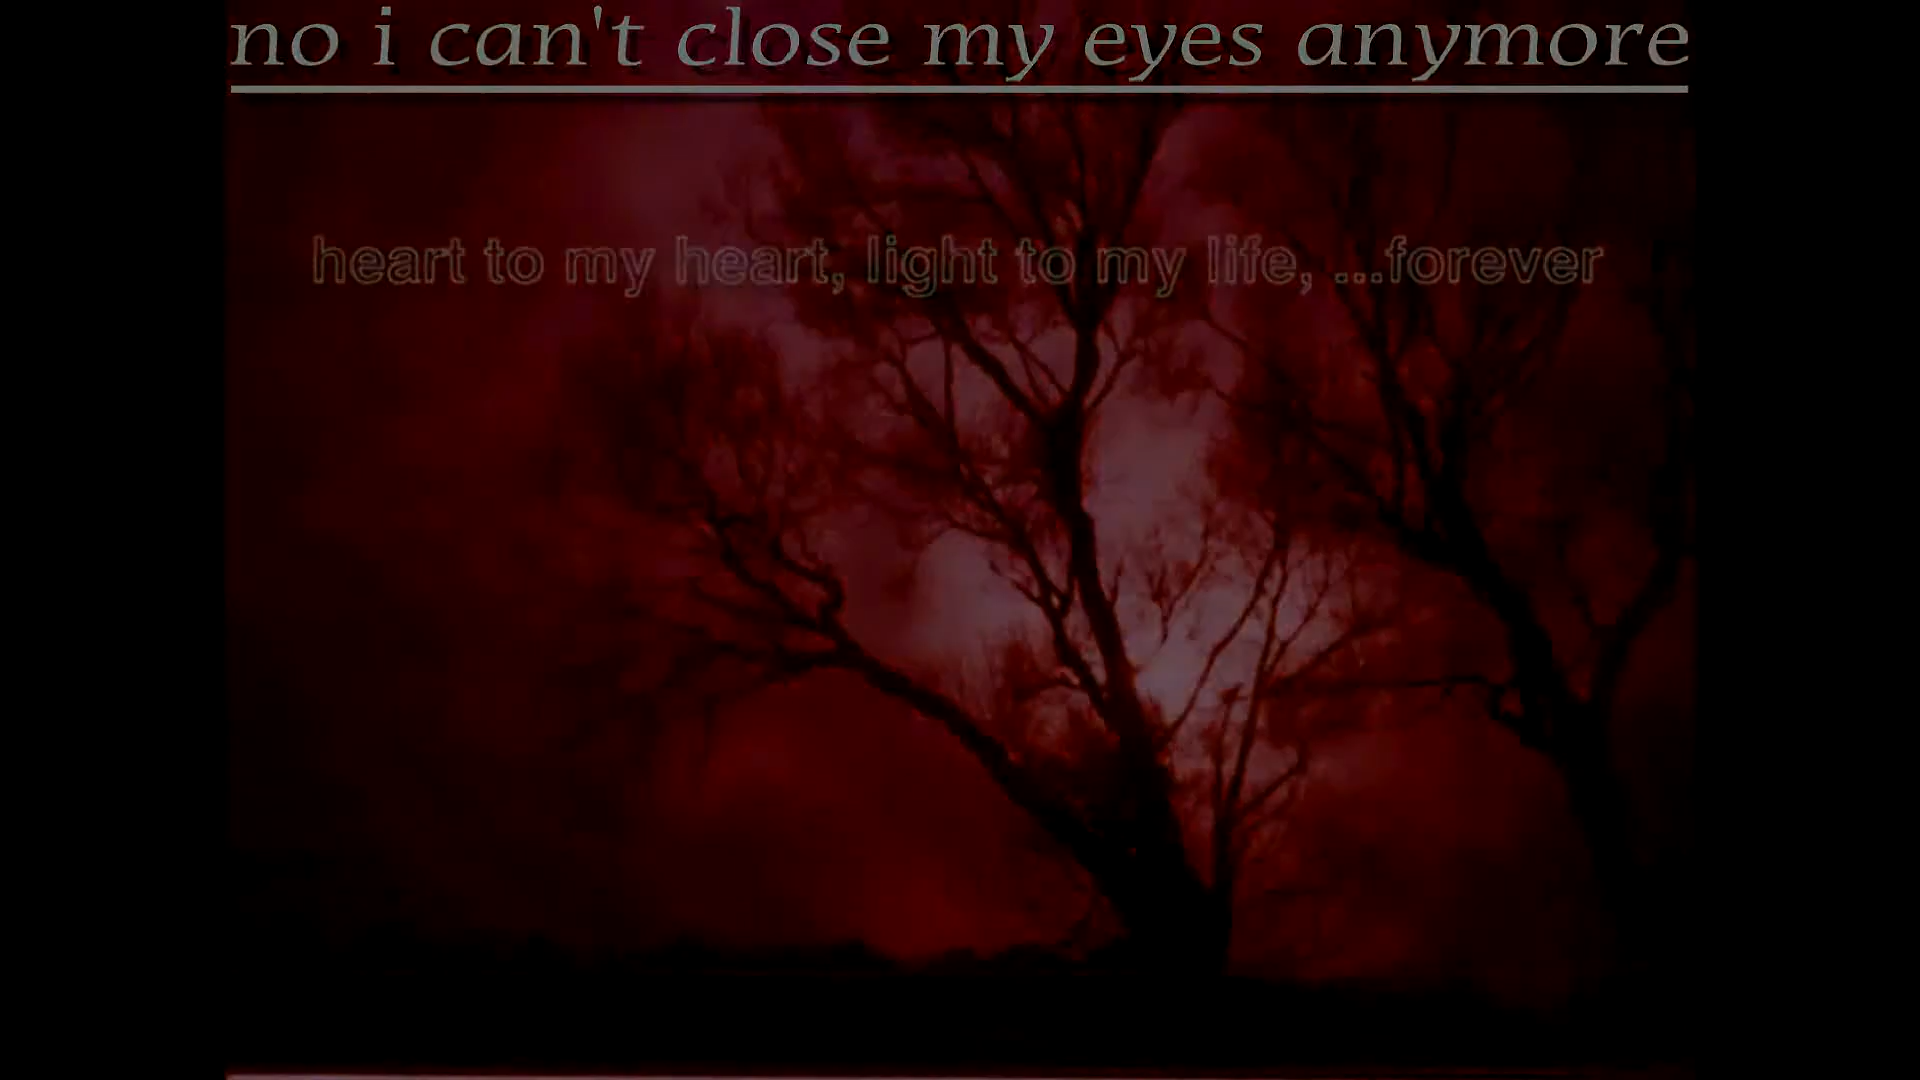 no i can't close my eyes anymore
heart to my heart, light to my life, ...forever